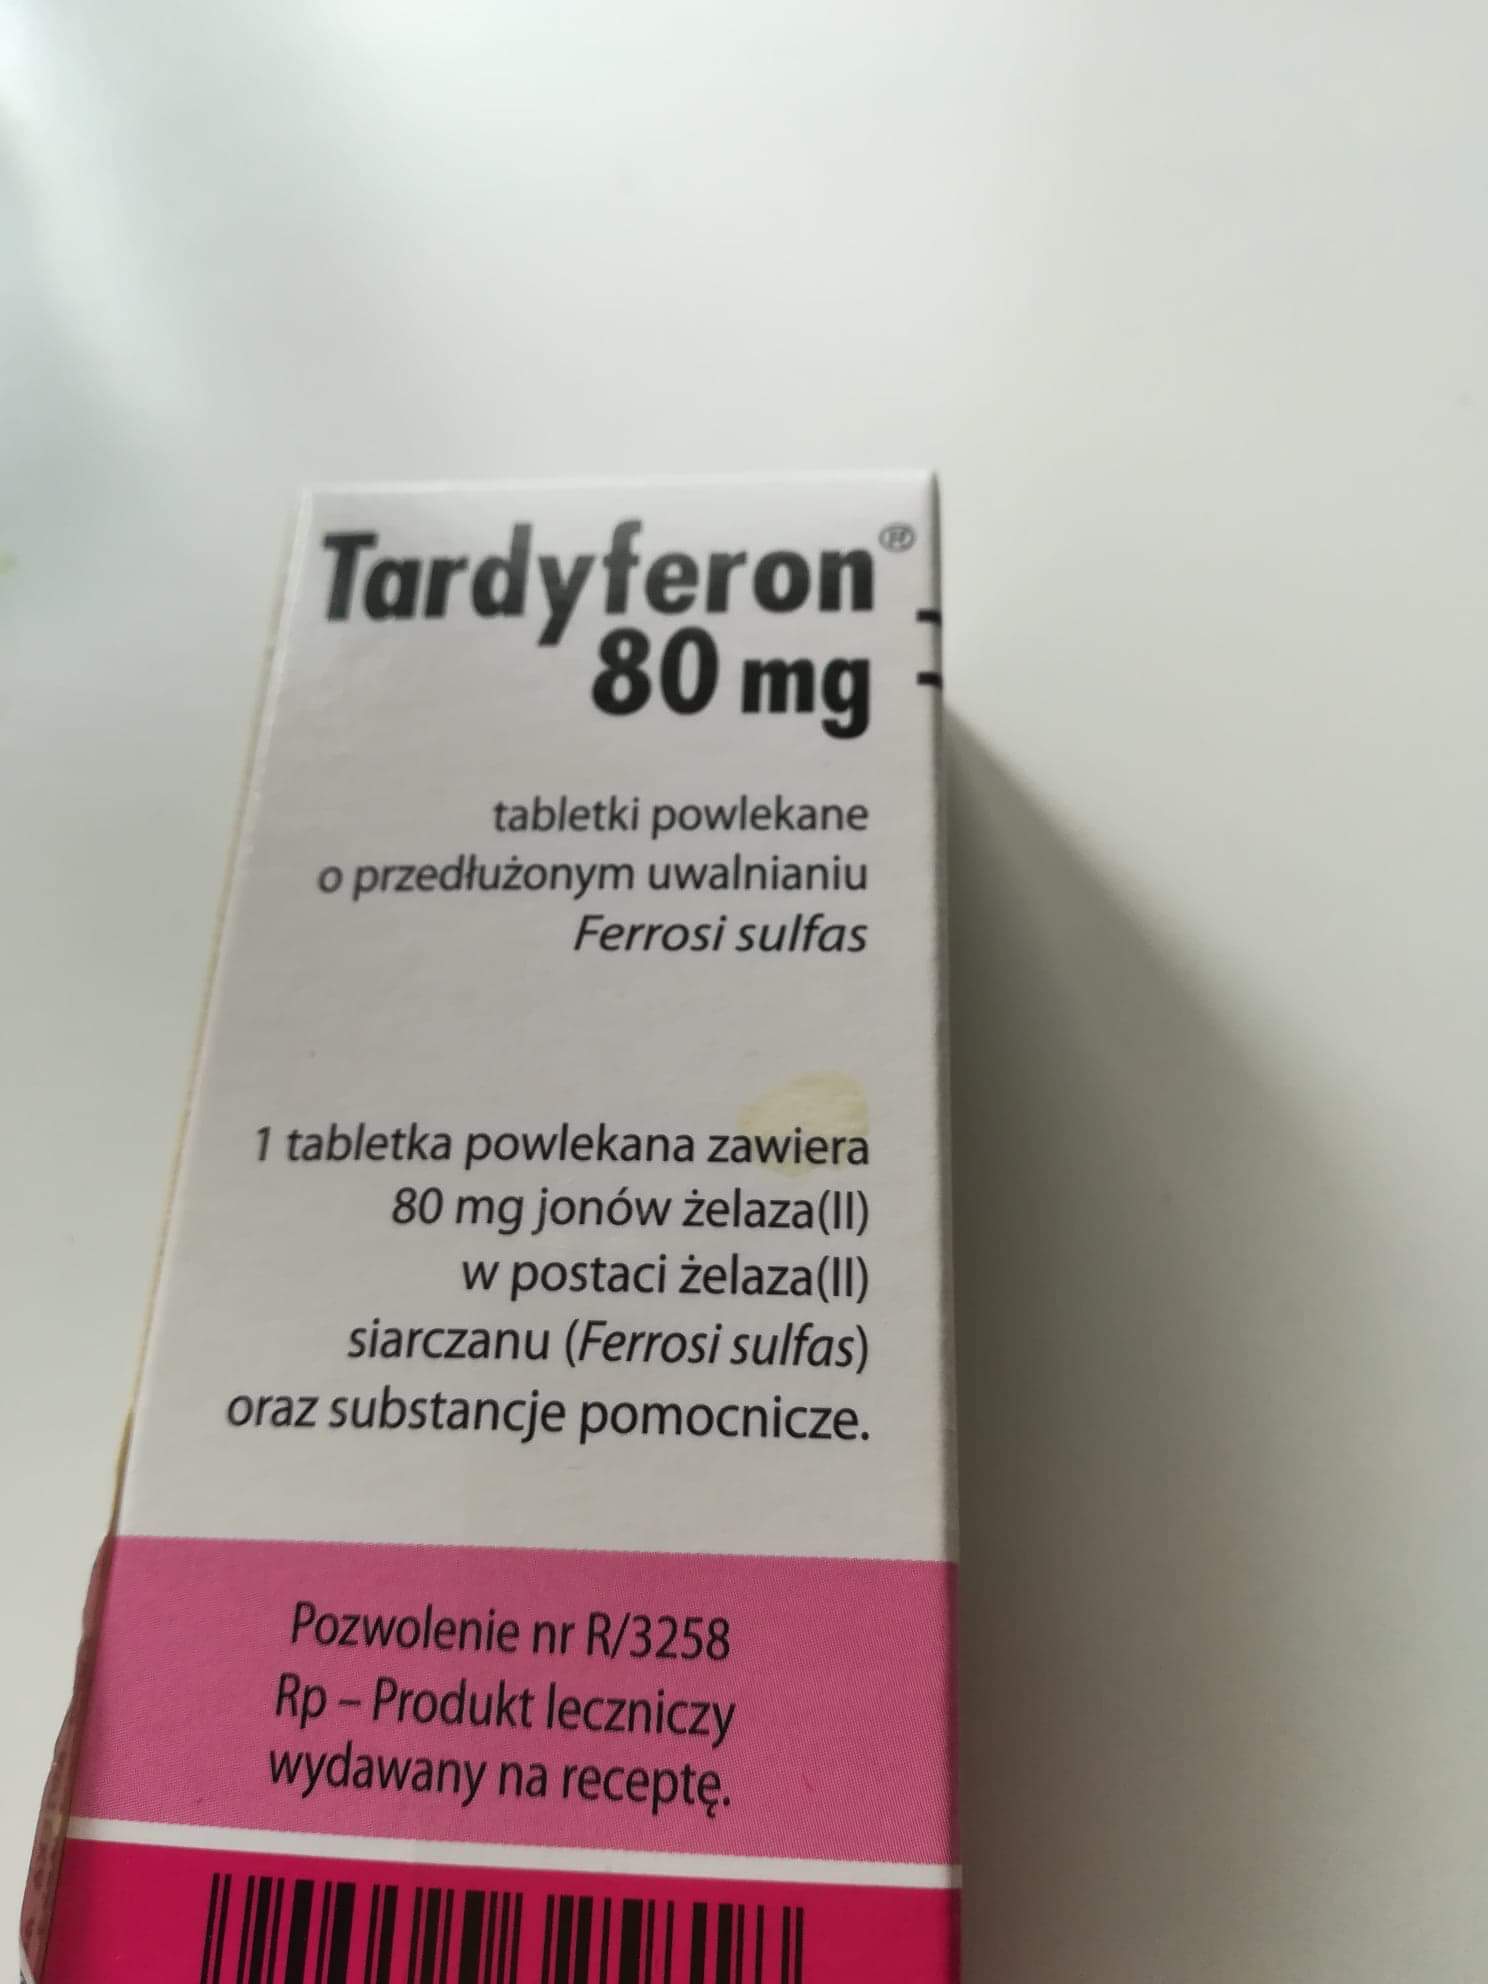 Tardyferon®
80 mg
tabletki powlekane
o przedłużonym uwalnianiu
Ferrosi sulfas
1 tabletka powlekana zawiera
80 mg jonów żelaza(II)
w postaci żelaza(II)
siarczanu (Ferrosi sulfas)
oraz substancje pomocnicze.
Pozwolenie nr R/3258
Rp – Produkt leczniczy
wydawany na receptę.